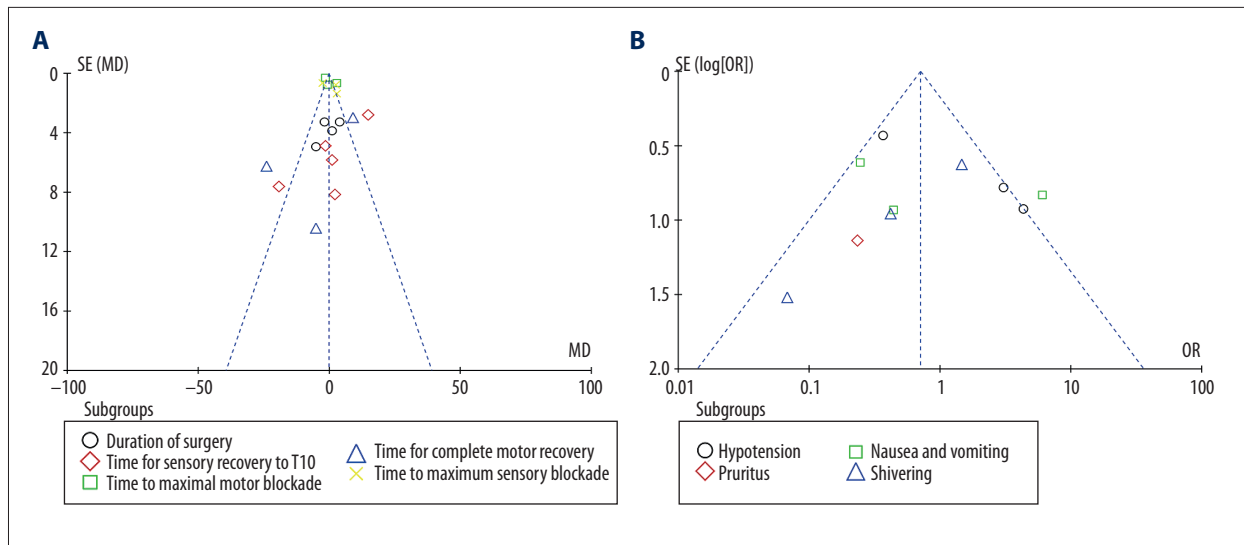 A
SE (MD)
0
4
8
12
16
20
−100
−50
0
50
100
MD
Subgroups
Duration of surgery
Time for sensory recovery to T10
Time to maximal motor blockade
Time for complete motor recovery
Time to maximum sensory blockade
B
SE (log[OR])
0
0.5
1.0
1.5
2.0
0.01
0.1
1
10
100
OR
Subgroups
Hypotension
Pruritus
Nausea and vomiting
Shivering